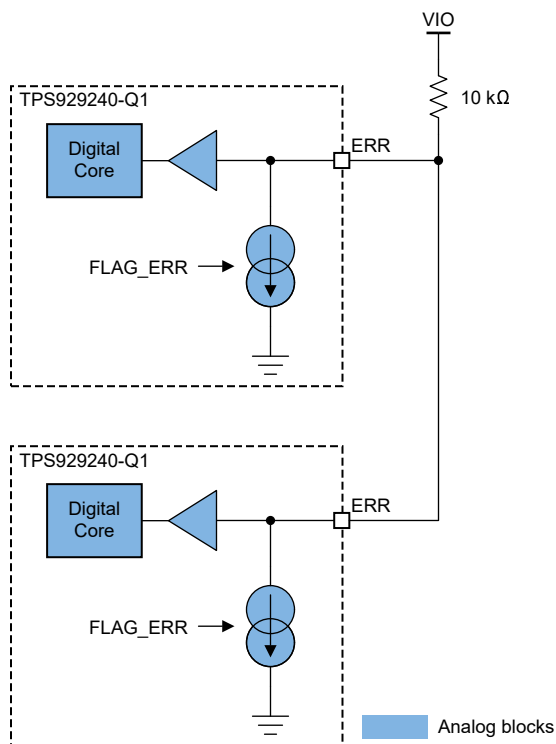 VIO
10 kΩ
TPS929240-Q1
Digital
Core
ERR
FLAG_ERR
TPS929240-Q1
Digital
Core
ERR
FLAG_ERR
Analog blocks